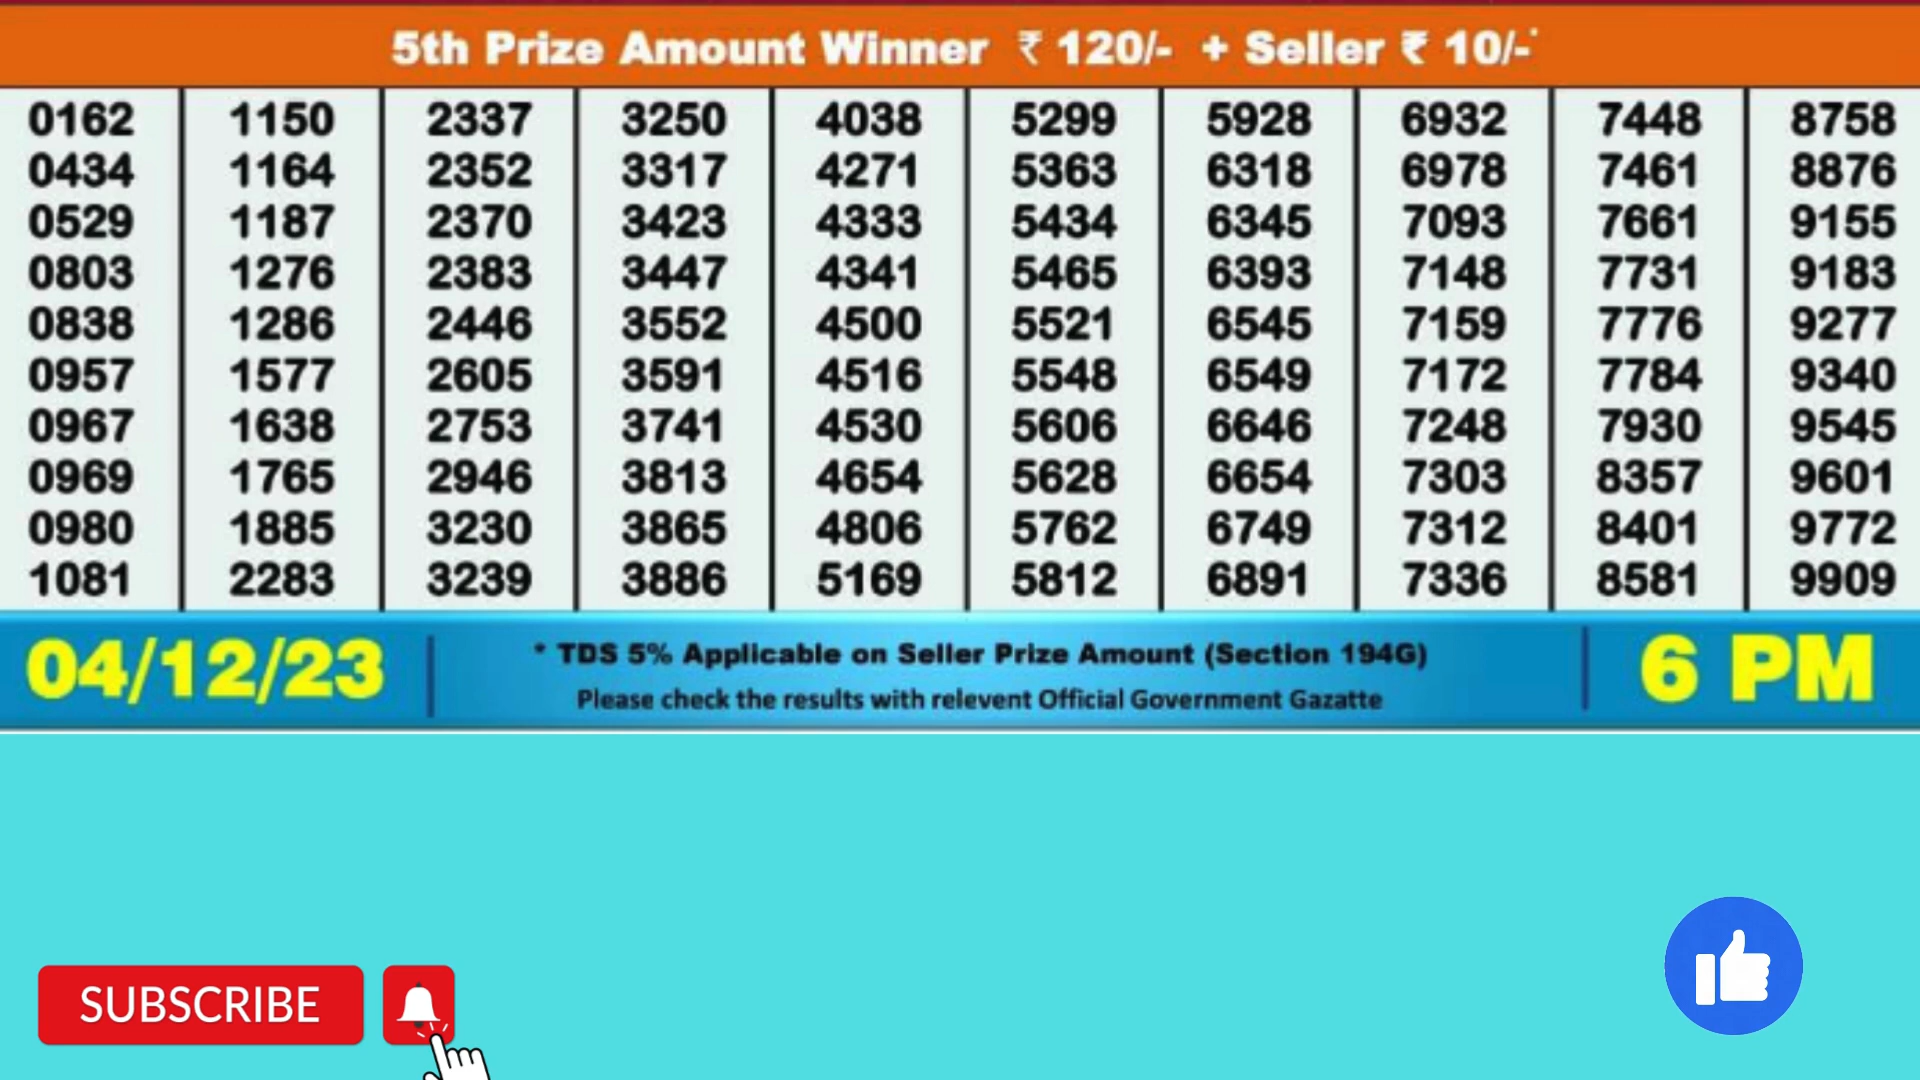 5th Prize Amount Winner ₹ 120/- + Seller ₹ 10/-*
0162 1150 2337 3250 4038 5299 5928 6932 7448 8758
0434 1164 2352 3317 4271 5363 6318 6978 7461 8876
0529 1187 2370 3423 4333 5434 6345 7093 7661 9155
0803 1276 2383 3447 4341 5465 6393 7148 7731 9183
0838 1286 2446 3552 4500 5521 6545 7159 7776 9277
0957 1577 2605 3591 4516 5548 6549 7172 7784 9340
0967 1638 2753 3741 4530 5606 6646 7248 7930 9545
0969 1765 2946 3813 4654 5628 6654 7303 8357 9601
0980 1885 3230 3865 4806 5762 6749 7312 8401 9772
1081 2283 3239 3886 5169 5812 6891 7336 8581 9909
04/12/23
* TDS 5% Applicable on Seller Prize Amount (Section 194G)
Please check the results with relevent Official Government Gazatte
6 PM
SUBSCRIBE